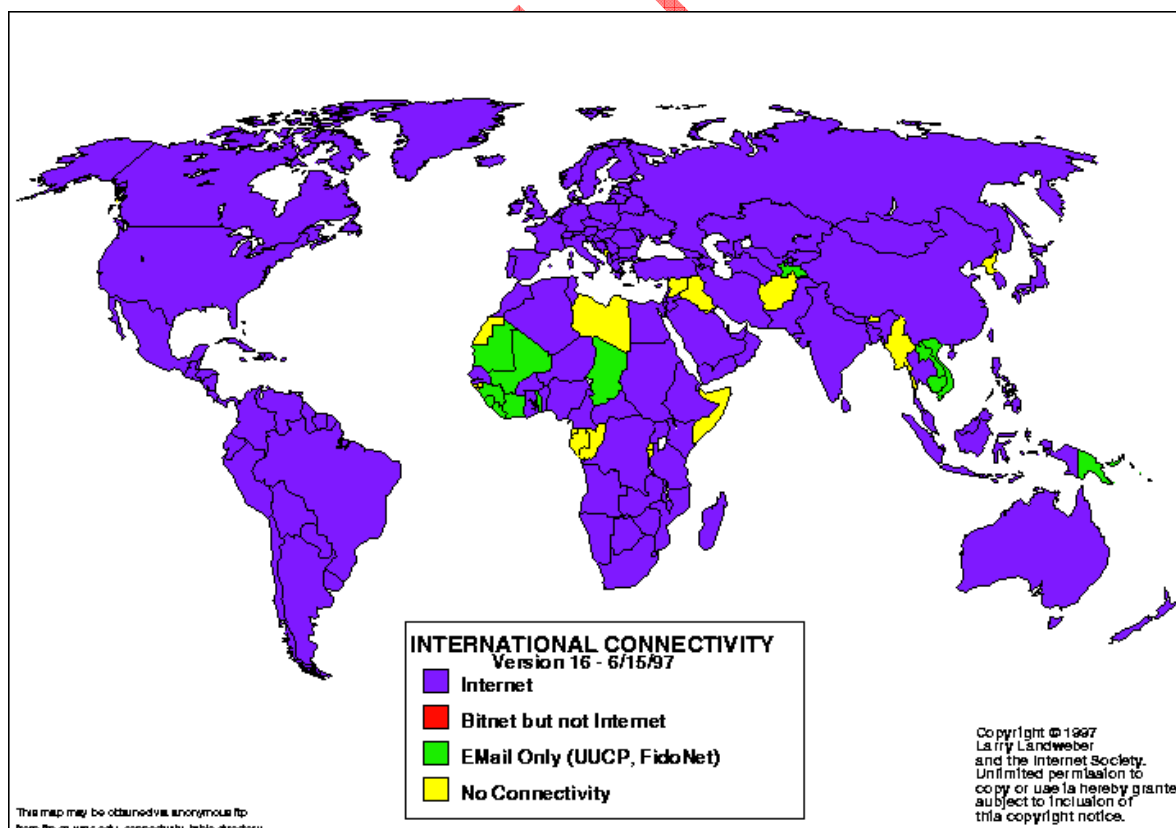 INTERNATIONAL CONNECTIVITY
Version 16 - 6/15/97
Internet
Bitnet but not Internet
EMail Only (UUCP, FidoNet)
No Connectivity
Copyright © 1997
Larry Landweber
and the Internet Society.
Unlimited permission to
copy or use is hereby grante
subject to inclusion of
this copyright notice.
This map may be obtained via anonymous ftp